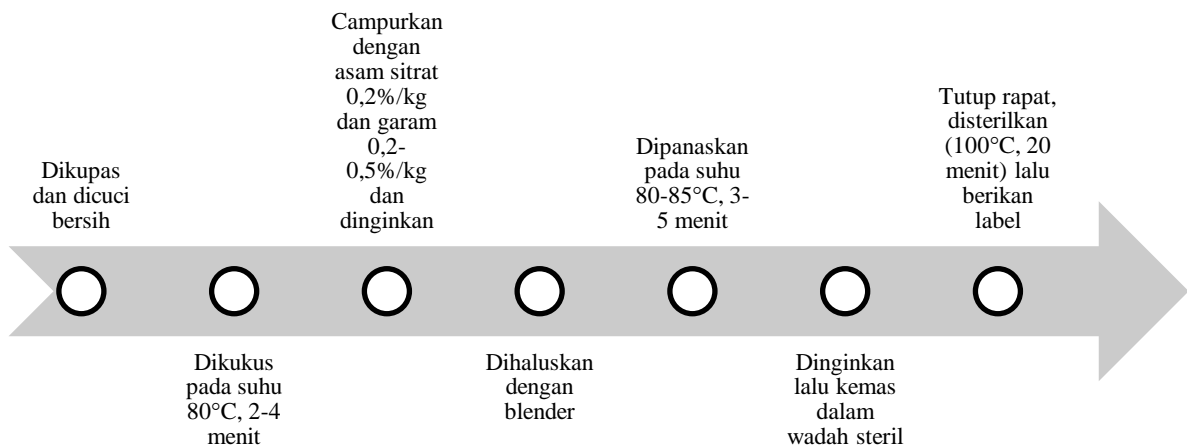 Dikupas
dan dicuci
bersih
Dikukus
pada suhu
80°C, 2-4
menit
Campurkan
dengan
asam sitrat
0,2%/kg
dan garam
0,2-
0,5%/kg
dan
dinginkan
Dihaluskan
dengan
blender
Dipanaskan
pada suhu
80-85°C, 3-
5 menit
Dinginkan
lalu kemas
dalam
wadah steril
Tutup rapat,
disterilkan
(100°C, 20
menit) lalu
berikan
label